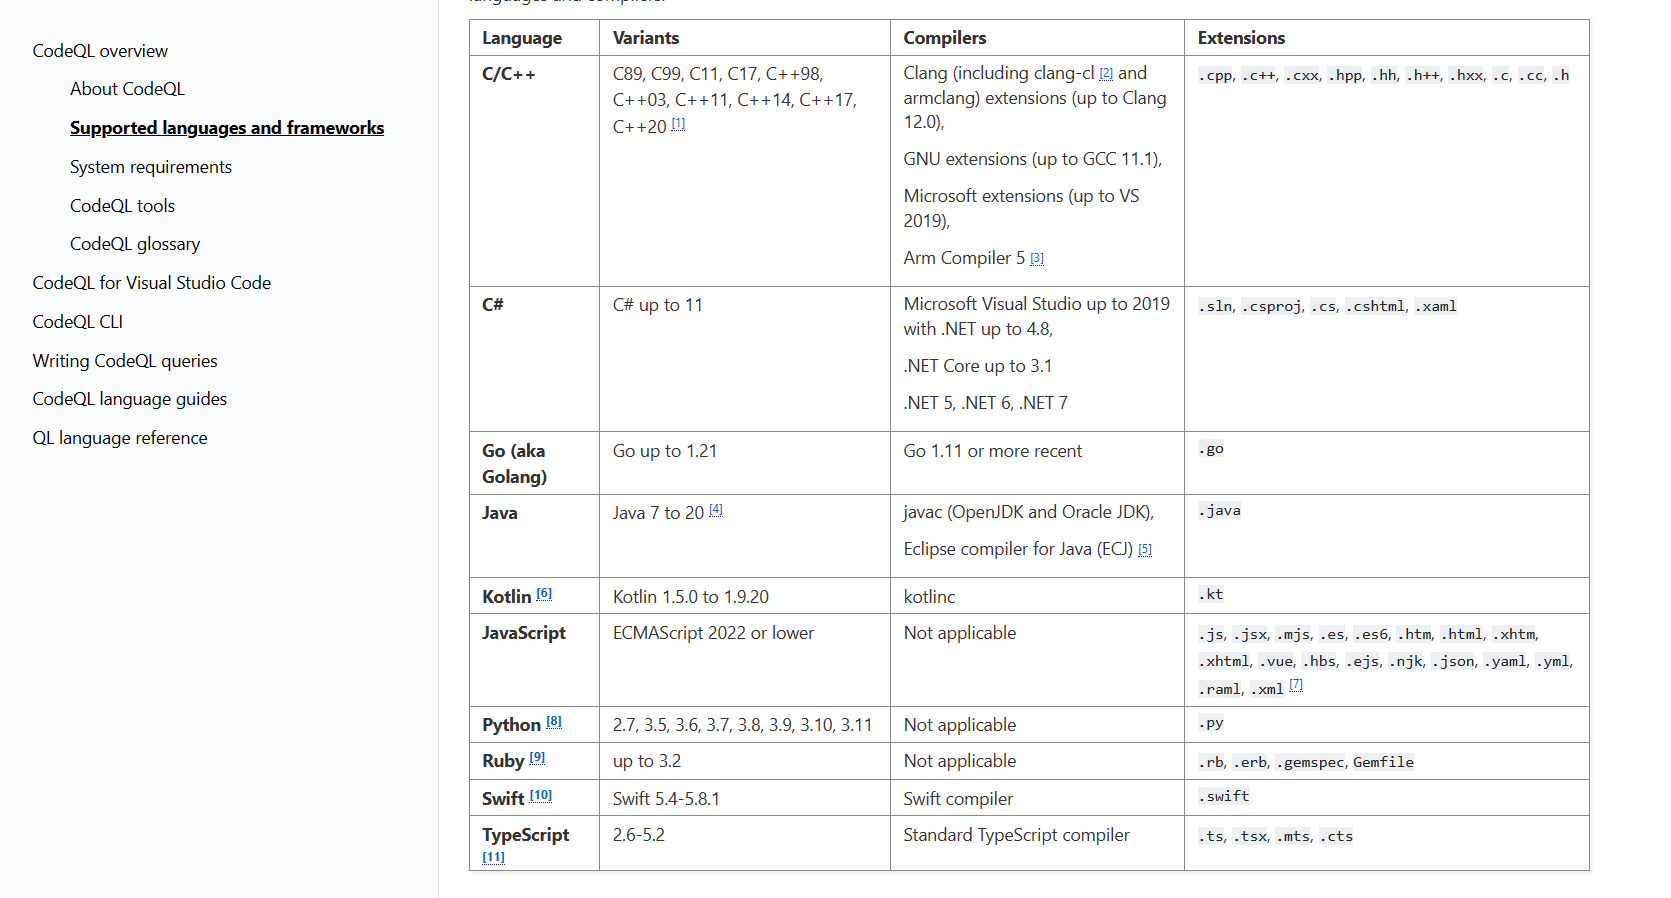 languages and compilers.
CodeQL overview
About CodeQL
Supported languages and frameworks
System requirements
CodeQL tools
CodeQL glossary
CodeQL for Visual Studio Code
CodeQL CLI
Writing CodeQL queries
CodeQL language guides
QL language reference
Language Variants Compilers Extensions
C/C++
C89, C99, C11, C17, C++98,
C++03, C++11, C++14, C++17,
C++20 [1]
Clang (including clang-cl [2] and
armclang) extensions (up to Clang
12.0),
GNU extensions (up to GCC 11.1),
Microsoft extensions (up to VS
2019),
Arm Compiler 5 [3]
.cpp, .c++, .cxx, .hpp, .hh, .h++, .hxx, .c, .cc, .h
C#
C# up to 11
Microsoft Visual Studio up to 2019
with .NET up to 4.8,
.NET Core up to 3.1
.NET 5, .NET 6, .NET 7
.sln, .csproj, .cs, .cshtml, .xaml
Go (aka
Golang)
Go up to 1.21
Go 1.11 or more recent
.go
Java
Java 7 to 20 [4]
javac (OpenJDK and Oracle JDK),
Eclipse compiler for Java (ECJ) [5]
.java
Kotlin [6]
Kotlin 1.5.0 to 1.9.20
kotlinc
.kt
JavaScript
ECMAScript 2022 or lower
Not applicable
.js, .jsx, .mjs, .es, .es6, .htm, .html, .xhtm,
.xhtml, .vue, .hbs, .ejs, .njk, .json, .yaml, .yml,
.raml, .xml [7]
Python [8]
2.7, 3.5, 3.6, 3.7, 3.8, 3.9, 3.10, 3.11
Not applicable
.py
Ruby [9]
up to 3.2
Not applicable
.rb, .erb, .gemspec, Gemfile
Swift [10]
Swift 5.4-5.8.1
Swift compiler
.swift
TypeScript
[11]
2.6-5.2
Standard TypeScript compiler
.ts, .tsx, .mts, .cts